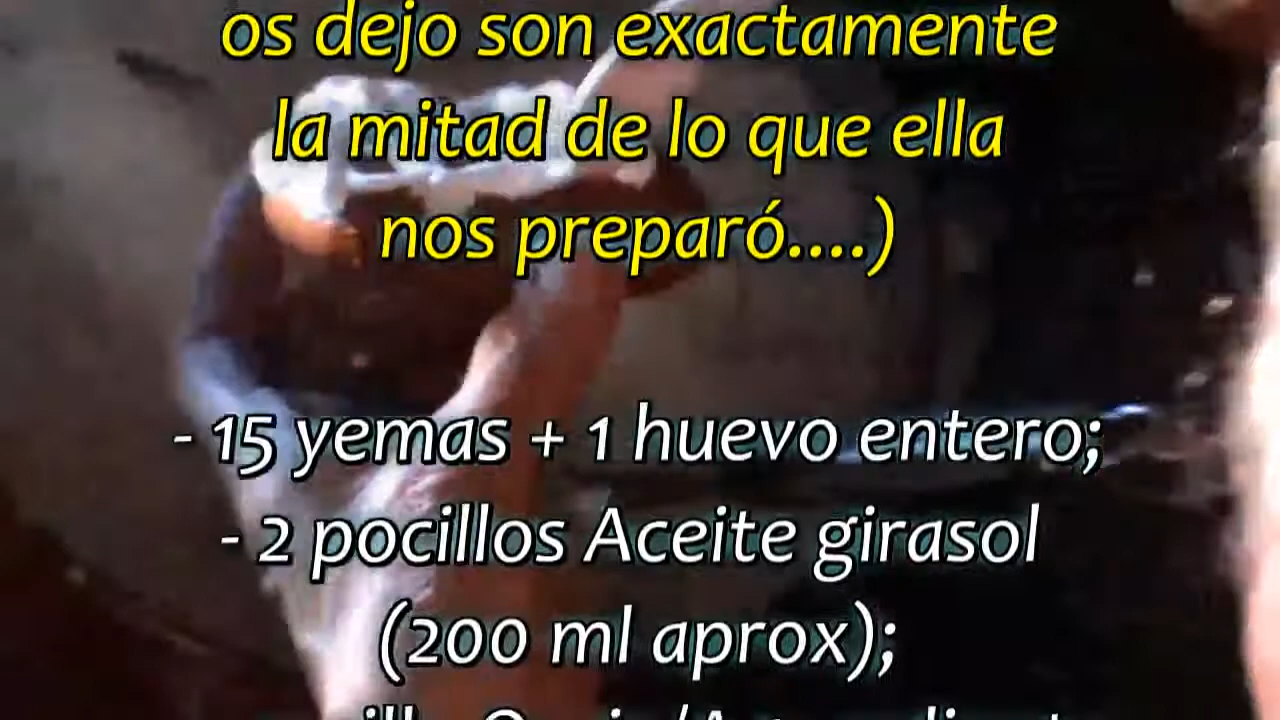 os dejo son exactamente
la mitad de lo que ella
nos preparó....)
- 15 yemas + 1 huevo entero;
- 2 pocillos Aceite girasol
(200 ml aprox);